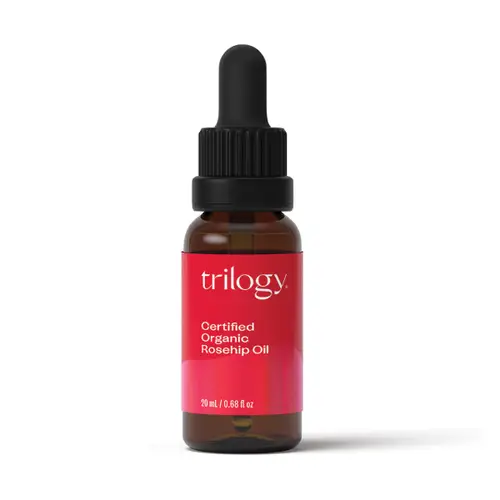 trilogy®
Certified
Organic
Rosehip Oil
20 mL / 0.68 fl oz